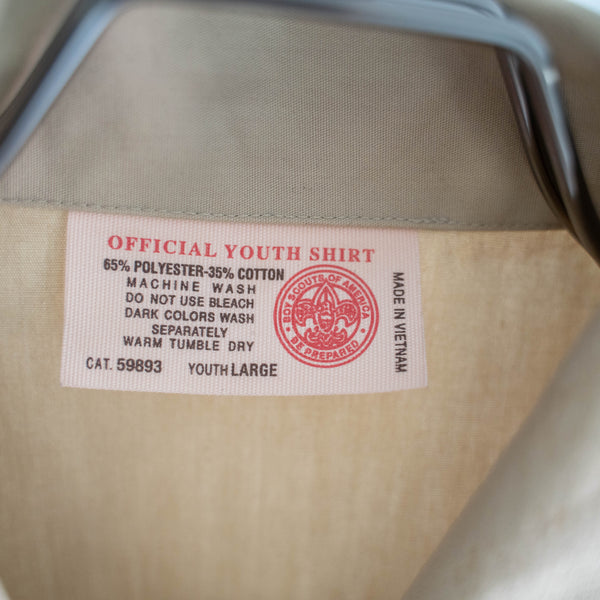 OFFICIAL YOUTH SHIRT
65% POLYESTER-35% COTTON
MACHINE WASH
DO NOT USE BLEACH
DARK COLORS WASH
SEPARATELY
WARM TUMBLE DRY
CAT. 59893 YOUTH LARGE
BOY SCOUTS OF AMERICA
BE PREPARED
MADE IN VIETNAM